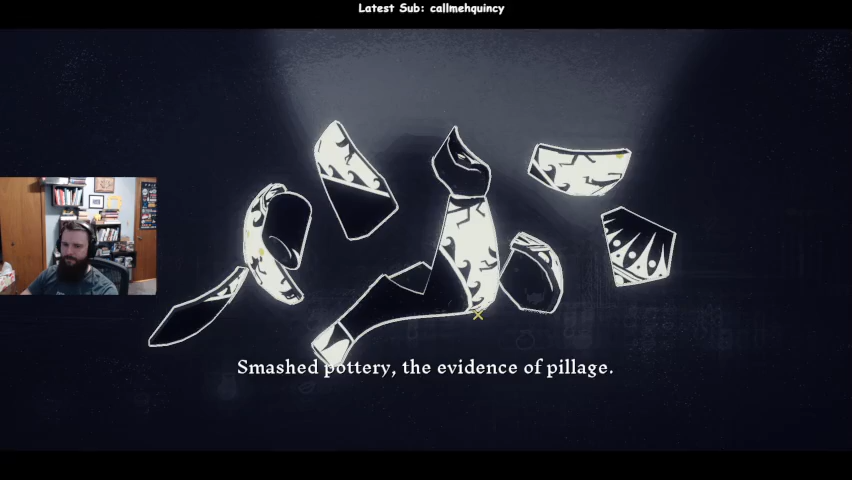 Latest Sub: callmehquincy
Smashed pottery, the evidence of pillage.